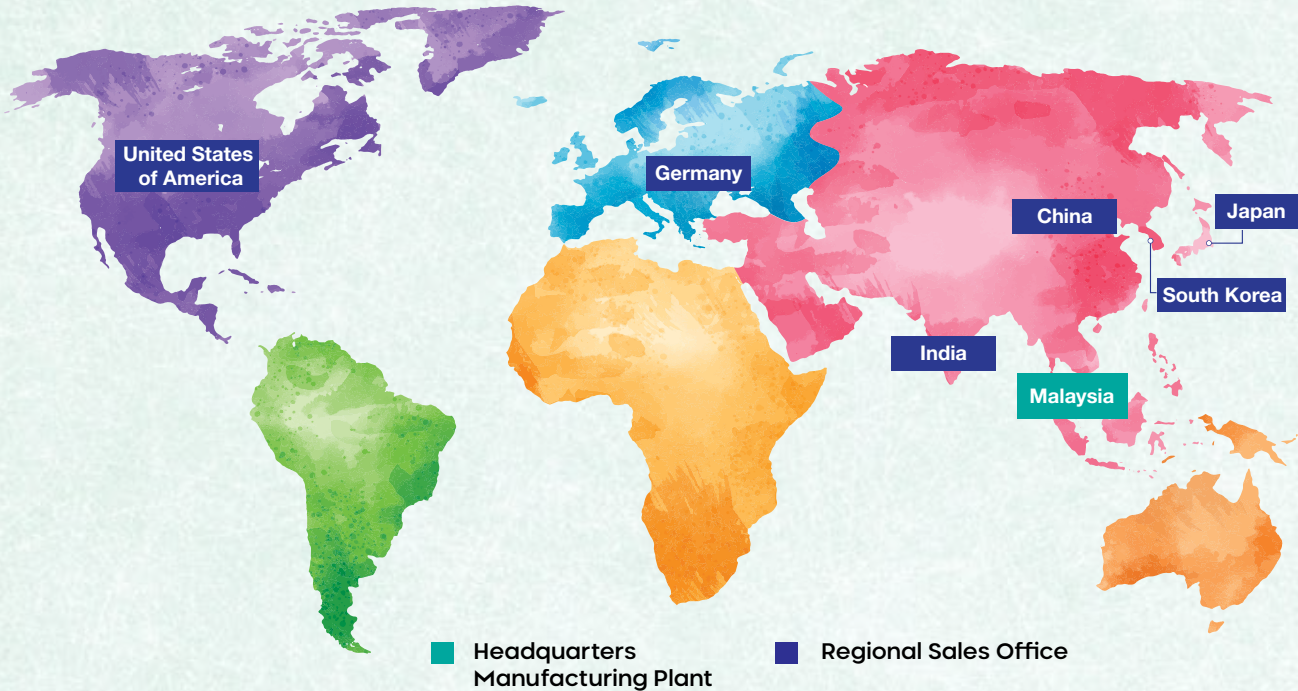 United States
of America
Germany
China
Japan
South Korea
India
Malaysia
Headquarters
Manufacturing Plant
Regional Sales Office